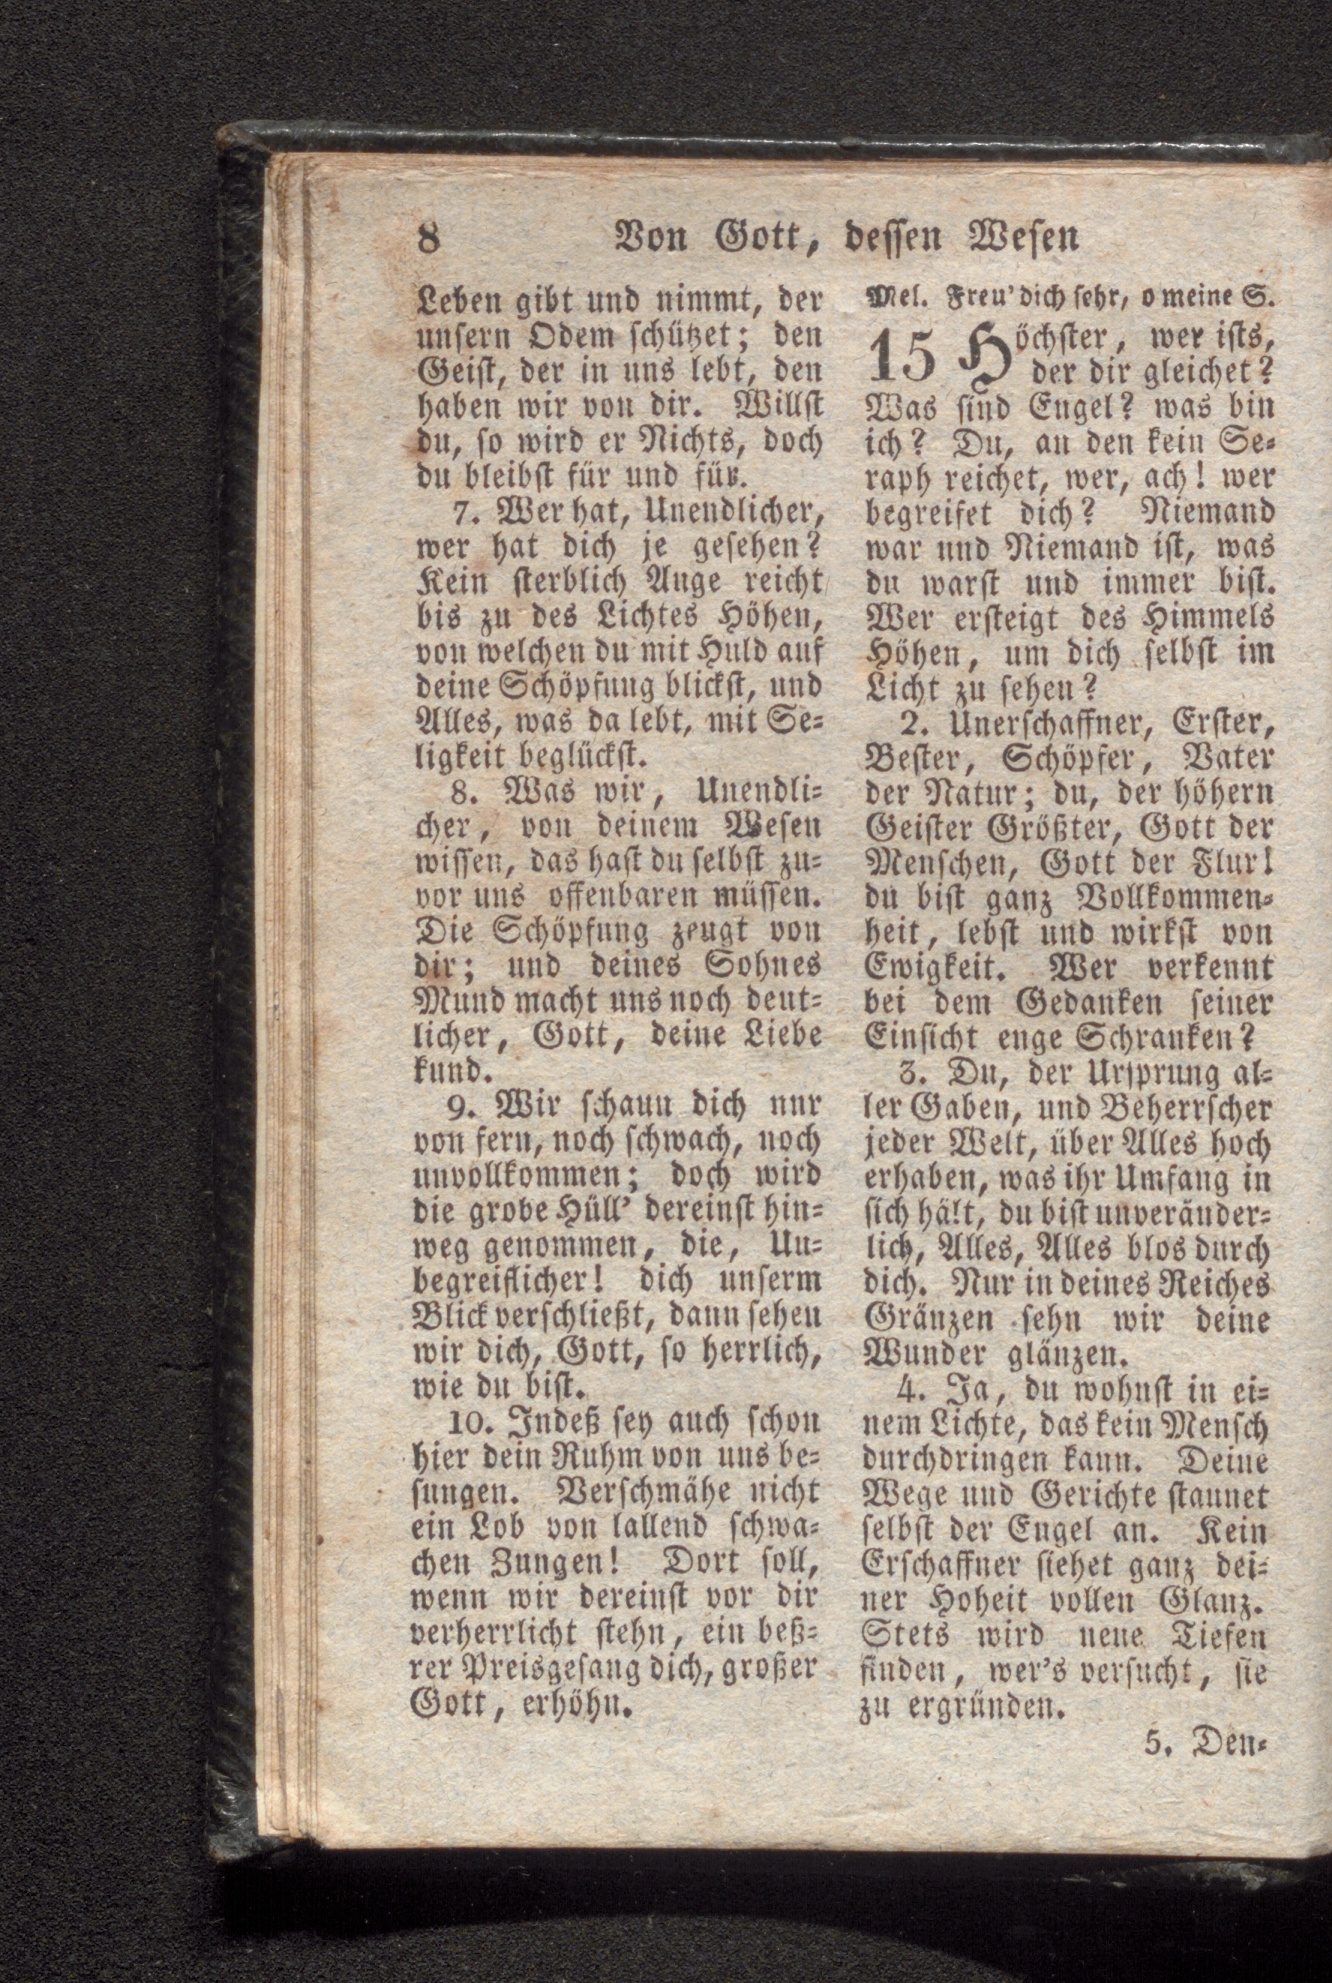 8 Von Gott, dessen Wesen
Leben gibt und nimmt, der
unsern Odem schützet; den
Geist, der in uns lebt, den
haben wir von dir. Willst
du, so wird er Nichts, doch
du bleibst für und für.
7. Wer hat, Unendlicher,
wer hat dich je gesehen?
Kein sterblich Auge reicht
bis zu des Lichtes Höhen,
von welchen du mit Huld auf
deine Schöpfung blickst, und
Alles, was da lebt, mit Se-
ligkeit beglückst.
8. Was wir, Unendli-
cher, von deinem Wesen
wissen, das hast du selbst zu-
vor uns offenbaren müssen.
Die Schöpfung zeugt von
dir; und deines Sohnes
Mund macht uns noch deut-
licher, Gott, deine Liebe
kund.
9. Wir schaun dich nur
von fern, noch schwach, noch
unvollkommen; doch wird
die grobe Hüll' dereinst hin-
weg genommen, die, Un-
begreiflicher! dich unserm
Blick verschließt, dann sehen
wir dich, Gott, so herrlich,
wie du bist.
10. Indeß sey auch schon
hier dein Ruhm von uns be-
sungen. Verschmähe nicht
ein Lob von lallend schwa-
chen Zungen! Dort soll,
wenn wir dereinst vor dir
verherrlicht stehn, ein beß-
rer Preisgesang dich, großer
Gott, erhöhn.
Mel. Freu' dich sehr, o meine S.
15 Höchster, wer ists,
der dir gleichet?
Was sind Engel? was bin
ich? Du, an den kein Se-
raph reichet, wer, ach! wer
begreifet dich? Niemand
war und Niemand ist, was
du warst und immer bist.
Wer ersteigt des Himmels
Höhen, um dich selbst im
Licht zu sehen?
2. Unerschaffner, Erster,
Bester, Schöpfer, Vater
der Natur; du, der höhern
Geister Größter, Gott der
Menschen, Gott der Flur!
du bist ganz Vollkommen-
heit, lebst und wirkst von
Ewigkeit. Wer verkennt
bei dem Gedanken seiner
Einsicht enge Schranken?
3. Du, der Ursprung al-
ler Gaben, und Beherrscher
jeder Welt, über Alles hoch
erhaben, was ihr Umfang in
sich hält, du bist unveränder-
lich, Alles, Alles blos durch
dich. Nur in deines Reiches
Gränzen sehn wir deine
Wunder glänzen.
4. Ja, du wohnst in ei-
nem Lichte, das kein Mensch
durchdringen kann. Deine
Wege und Gerichte staunet
selbst der Engel an. Kein
Erschaffner siehet ganz dei-
ner Hoheit vollen Glanz.
Stets wird neue Tiefen
finden, wer's versucht, sie
zu ergründen.
5. Den-